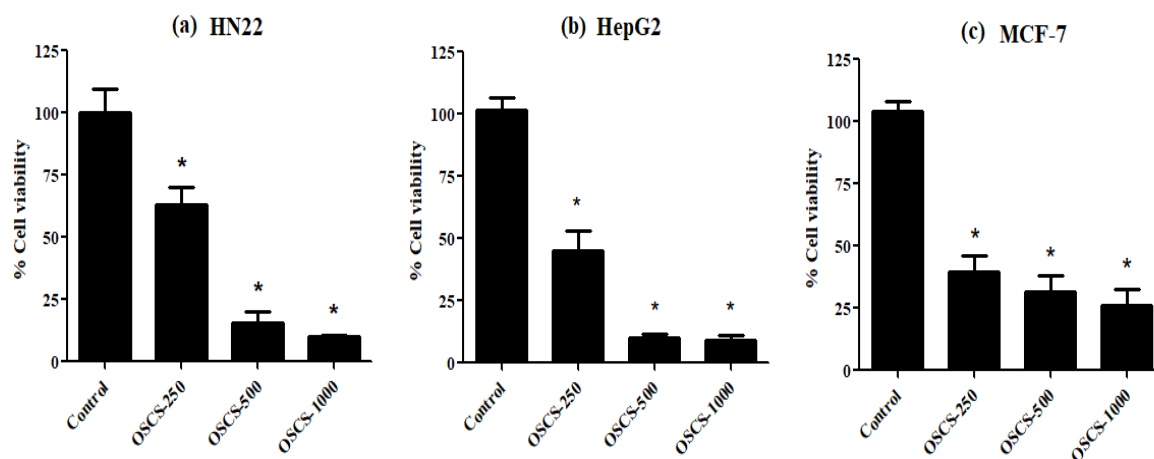 (a) HN22
% Cell viability
125
100
75
50
25
0
*
*
*
Control
OSCS-250
OSCS-500
OSCS-1000
(b) HepG2
% Cell viability
125
100
75
50
25
0
*
*
*
Control
OSCS-250
OSCS-500
OSCS-1000
(c) MCF-7
% Cell viability
125
100
75
50
25
0
*
*
*
Control
OSCS-250
OSCS-500
OSCS-1000